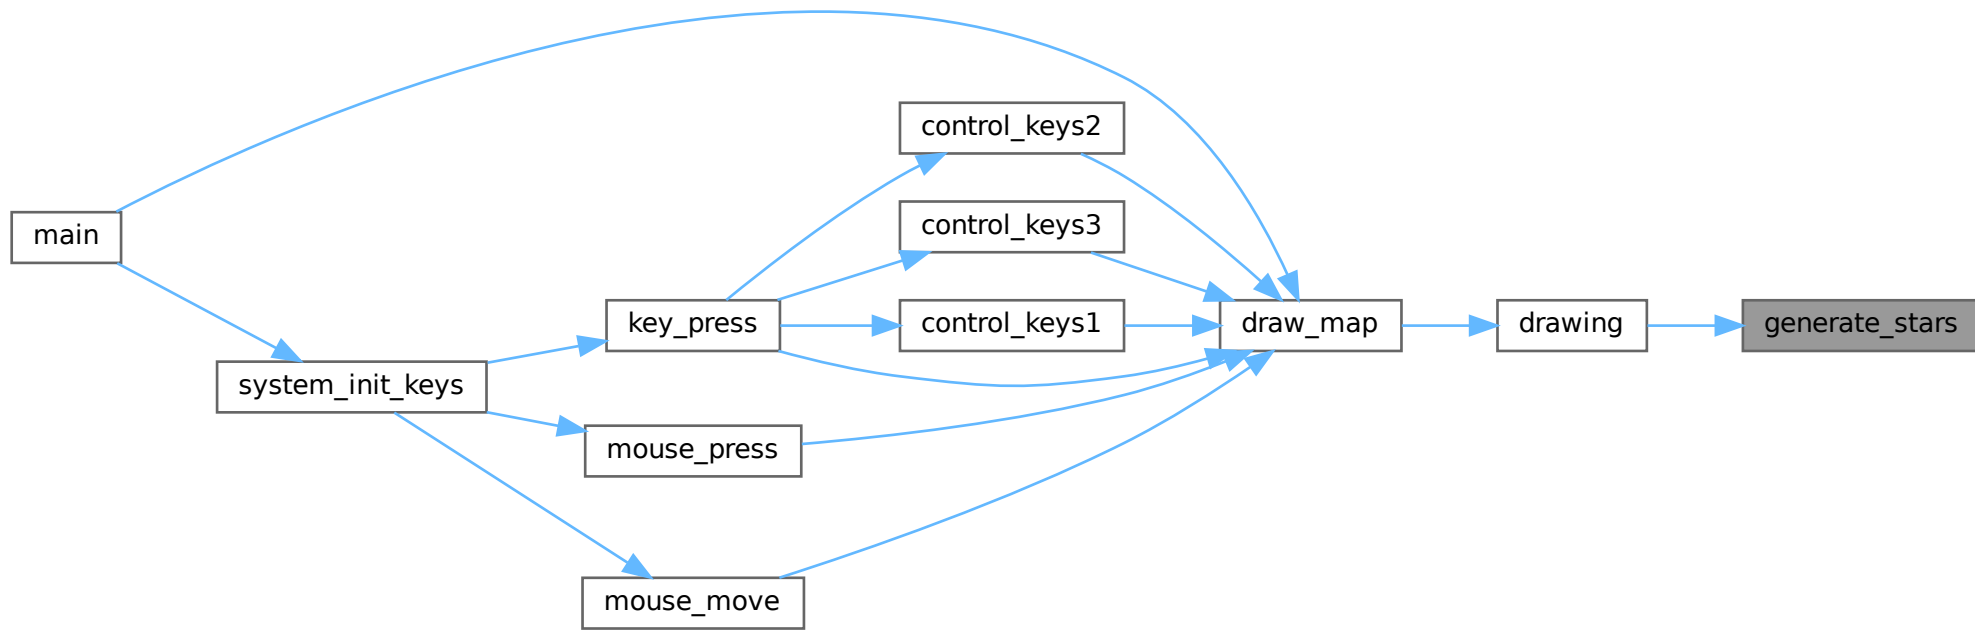 main
system_init_keys
key_press
mouse_press
mouse_move
control_keys2
control_keys3
control_keys1
draw_map
drawing
generate_stars